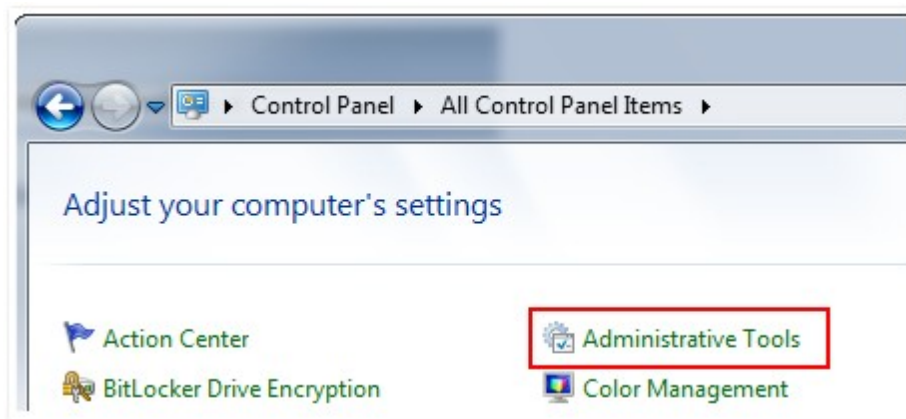 Control Panel ▸ All Control Panel Items ▸
Adjust your computer's settings
Action Center
Administrative Tools
BitLocker Drive Encryption
Color Management